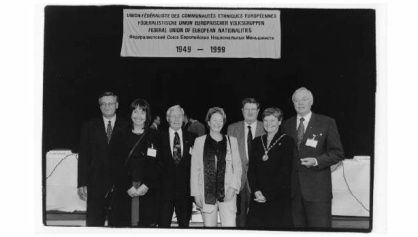 UNION FÉDÉRALISTE DES COMMUNAUTÉS ETHNIQUES EUROPÉENNES
FÖDERALISTISCHE UNION EUROPÄISCHER VOLKSGRUPPEN
FEDERAL UNION OF EUROPEAN NATIONALITIES
Федералистский Союз Европейских Национальных Меньшинств
1949 - 1999